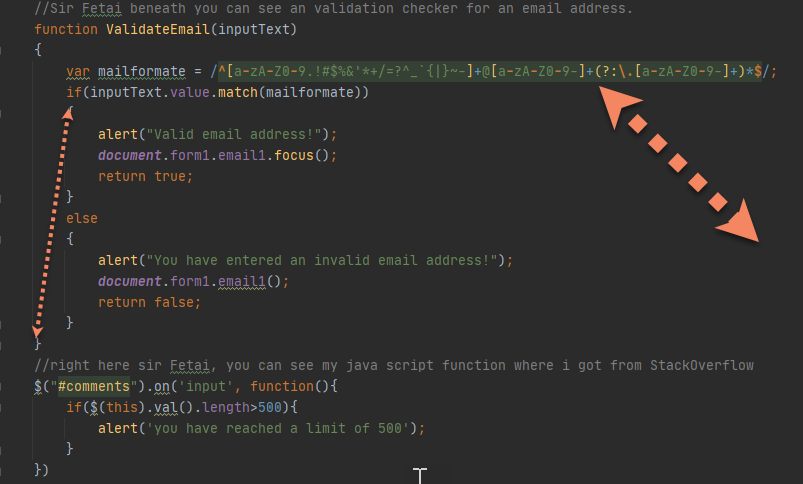 //Sir Fetai beneath you can see an validation checker for an email address.
function ValidateEmail(inputText)
{
var mailformate = /^[a-zA-Z0-9.!#$%&'*+/=?^_`{|}~-]+@[a-zA-Z0-9-]+(?:\.[a-zA-Z0-9-]+)*$/;
if(inputText.value.match(mailformate))
{
alert("Valid email address!");
document.form1.email1.focus();
return true;
}
else
{
alert("You have entered an invalid email address!");
document.form1.email1();
return false;
}
}
//right here sir Fetai, you can see my java script function where i got from StackOverflow
$("#comments").on('input', function(){
if($(this).val().length>500){
alert('you have reached a limit of 500');
}
})